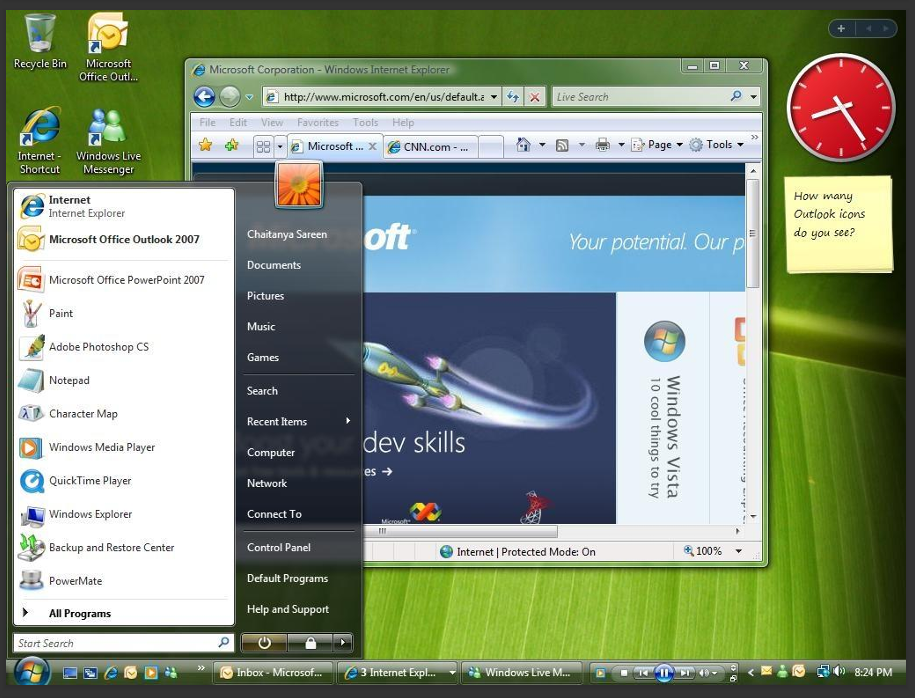 Recycle Bin
Microsoft
Office Outl...
Internet -
Shortcut
Windows Live
Messenger
Microsoft Corporation - Windows Internet Explorer
http://www.microsoft.com/en/us/default.a
Live Search
File Edit View Favorites Tools Help
Microsoft ...
CNN.com - ...
Page
Tools
oft
Your potential. Our p
dev skills
es →
Microsoft
Windows Vista
10 cool things to try
Internet | Protected Mode: On
100%
How many
Outlook icons
do you see?
Internet
Internet Explorer
Microsoft Office Outlook 2007
Microsoft Office PowerPoint 2007
Paint
Adobe Photoshop CS
Notepad
Character Map
Windows Media Player
QuickTime Player
Windows Explorer
Backup and Restore Center
PowerMate
All Programs
Start Search
Chaitanya Sareen
Documents
Pictures
Music
Games
Search
Recent Items
Computer
Network
Connect To
Control Panel
Default Programs
Help and Support
Inbox - Microsof...
3 Internet Expl...
Windows Live M...
8:24 PM